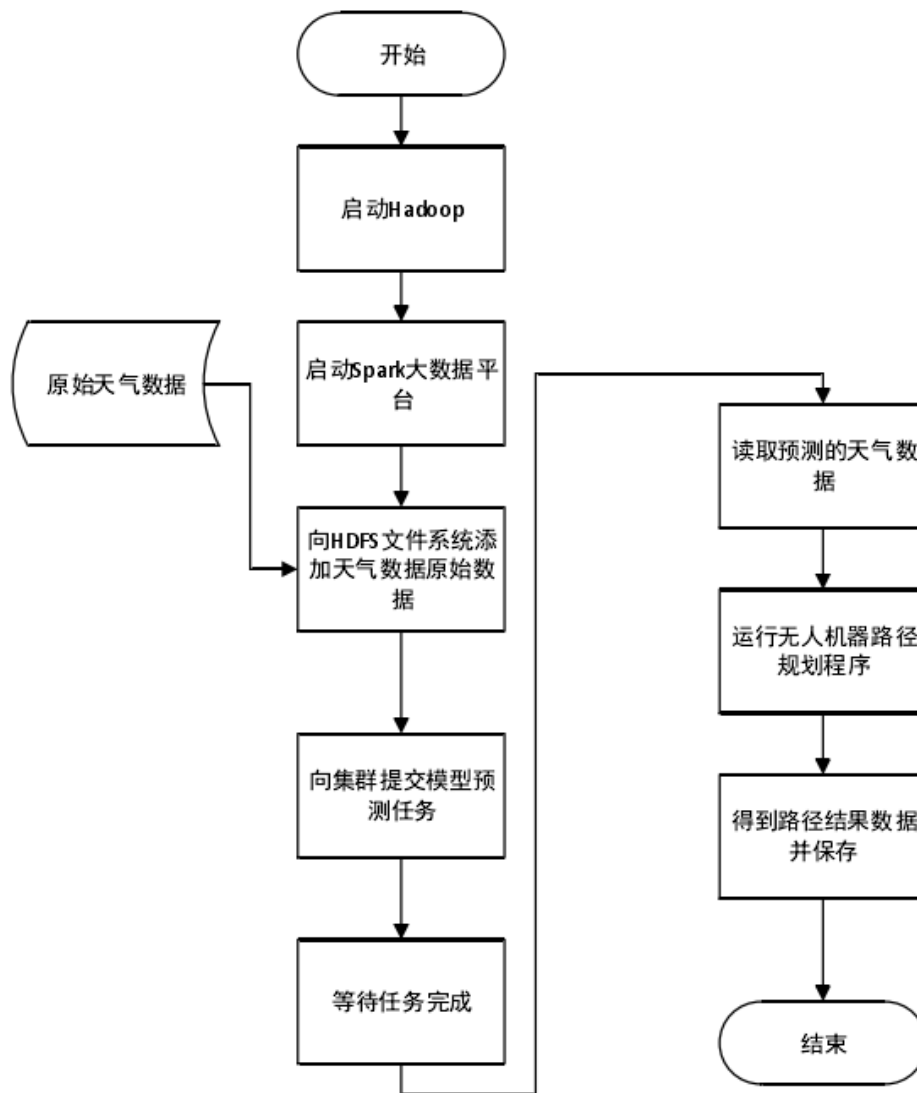 开始
启动Hadoop
原始天气数据
启动Spark大数据平
台
向HDFS文件系统添
加天气数据原始数
据
向集群提交模型预
测任务
等待任务完成
读取预测的天气数
据
运行无人机器路径
规划程序
得到路径结果数据
并保存
结束